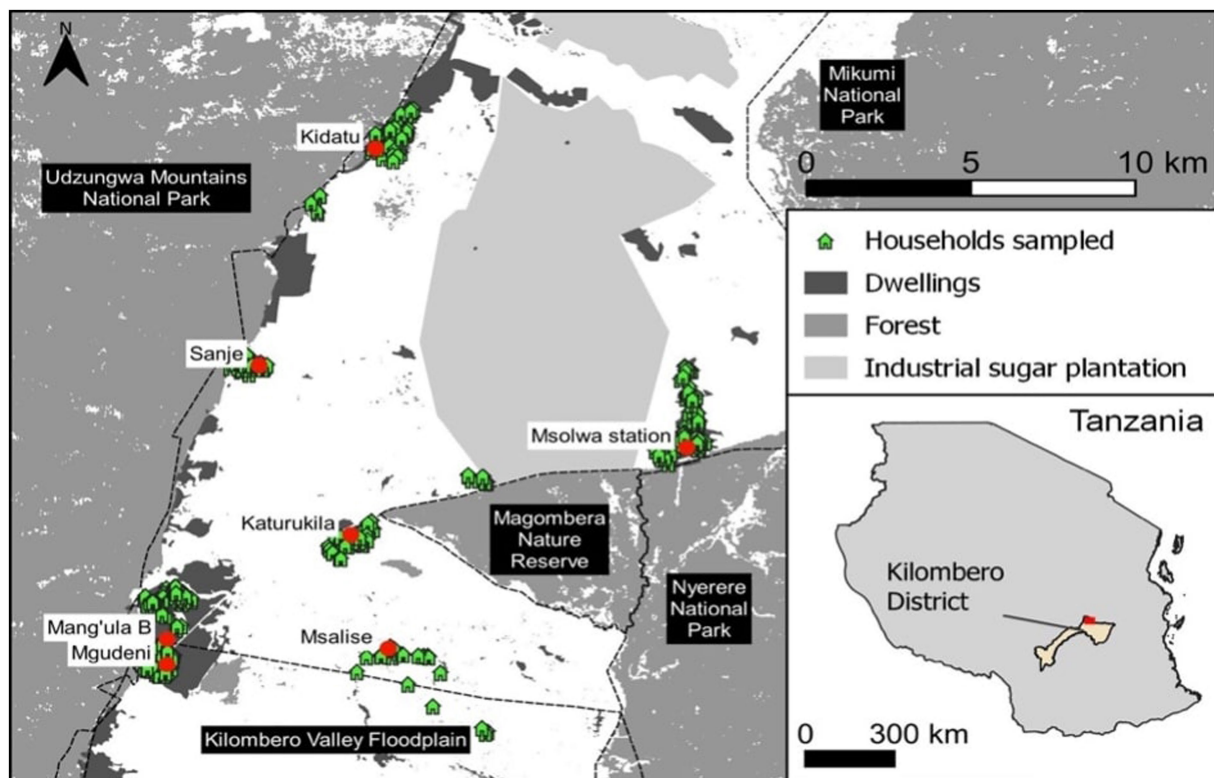 N
Mikumi
National
Park
Kidatu
0 5 10 km
Udzungwa Mountains
National Park
Households sampled
Dwellings
Forest
Industrial sugar plantation
Sanje
Tanzania
Msolwa station
Katurukila
Magombera
Nature
Reserve
Kilombero
District
Nyerere
National
Park
Mang'ula B
Mgudeni
Msalise
Kilombero Valley Floodplain
0 300 km